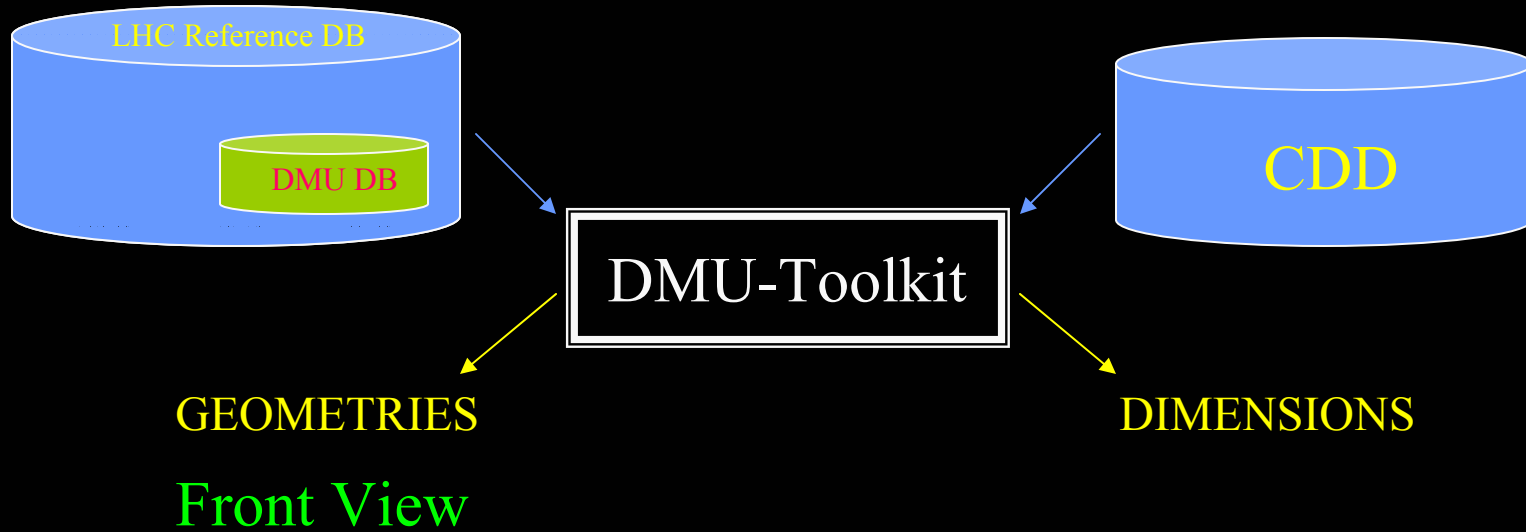 LHC Reference DB
DMU DB
CDD
DMU-Toolkit
GEOMETRIES
DIMENSIONS
Front View